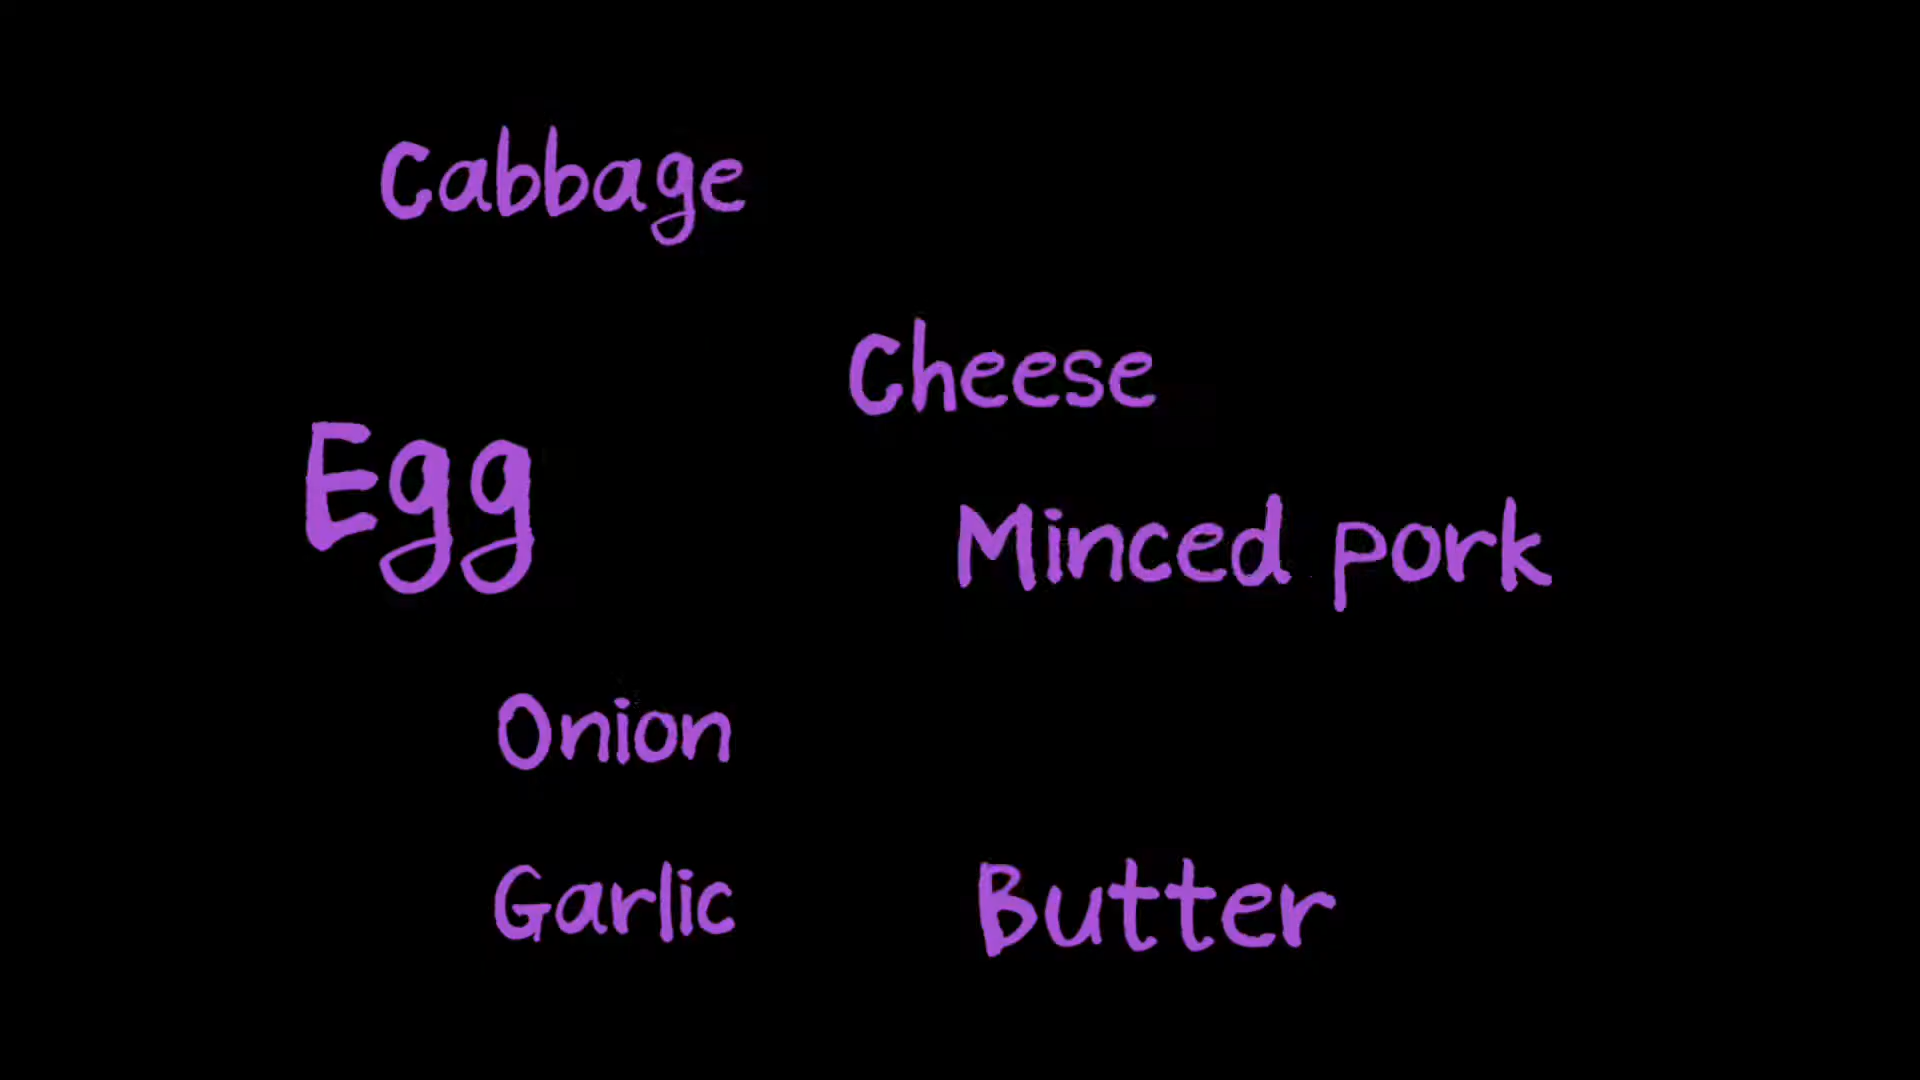 Cabbage
Cheese
Egg
Minced pork
Onion
Garlic
Butter